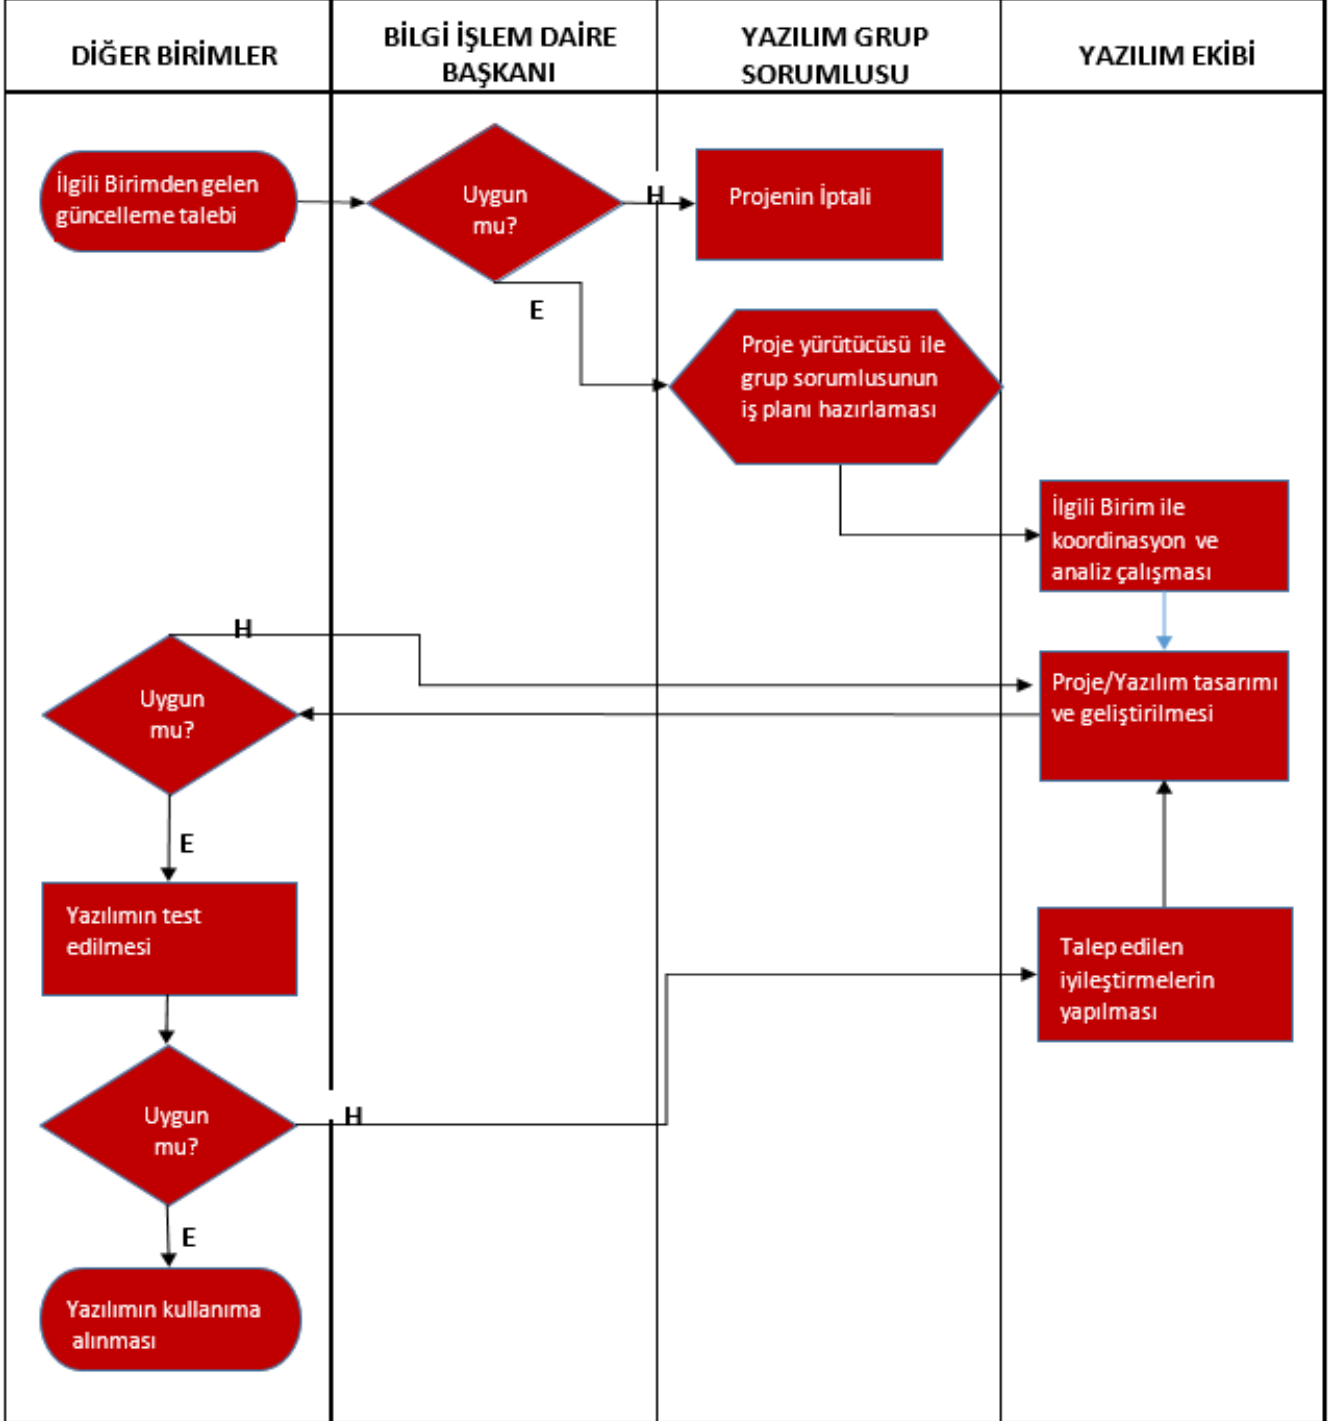 DİĞER BİRİMLER
BİLGİ İŞLEM DAİRE
BAŞKANI
YAZILIM GRUP
SORUMLUSU
YAZILIM EKİBİ
İlgili Birimden gelen
güncelleme talebi
Uygun
mu?
H
Projenin İptali
E
Proje yürütücüsü ile
grup sorumlusunun
iş planı hazırlaması
İlgili Birim ile
koordinasyon ve
analiz çalışması
H
Uygun
mu?
Proje/Yazılım tasarımı
ve geliştirilmesi
E
Yazılımın test
edilmesi
Talep edilen
iyileştirmelerin
yapılması
Uygun
mu?
H
E
Yazılımın kullanıma
alınması